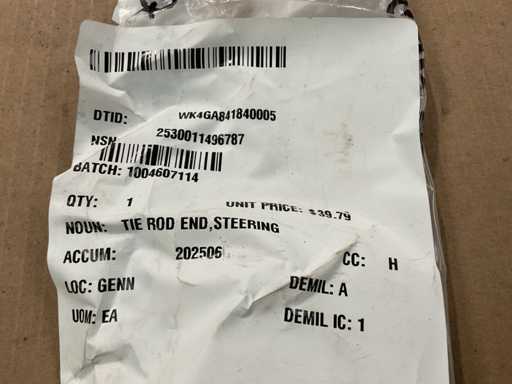 DTID: WK4GA841840005
NSN 2530011496787
BATCH: 1004607114
QTY: 1 UNIT PRICE: $39.79
NOUN: TIE ROD END,STEERING
ACCUM: 202506 CC: H
LOC: GENN DEMIL: A
UOM: EA DEMIL IC: 1